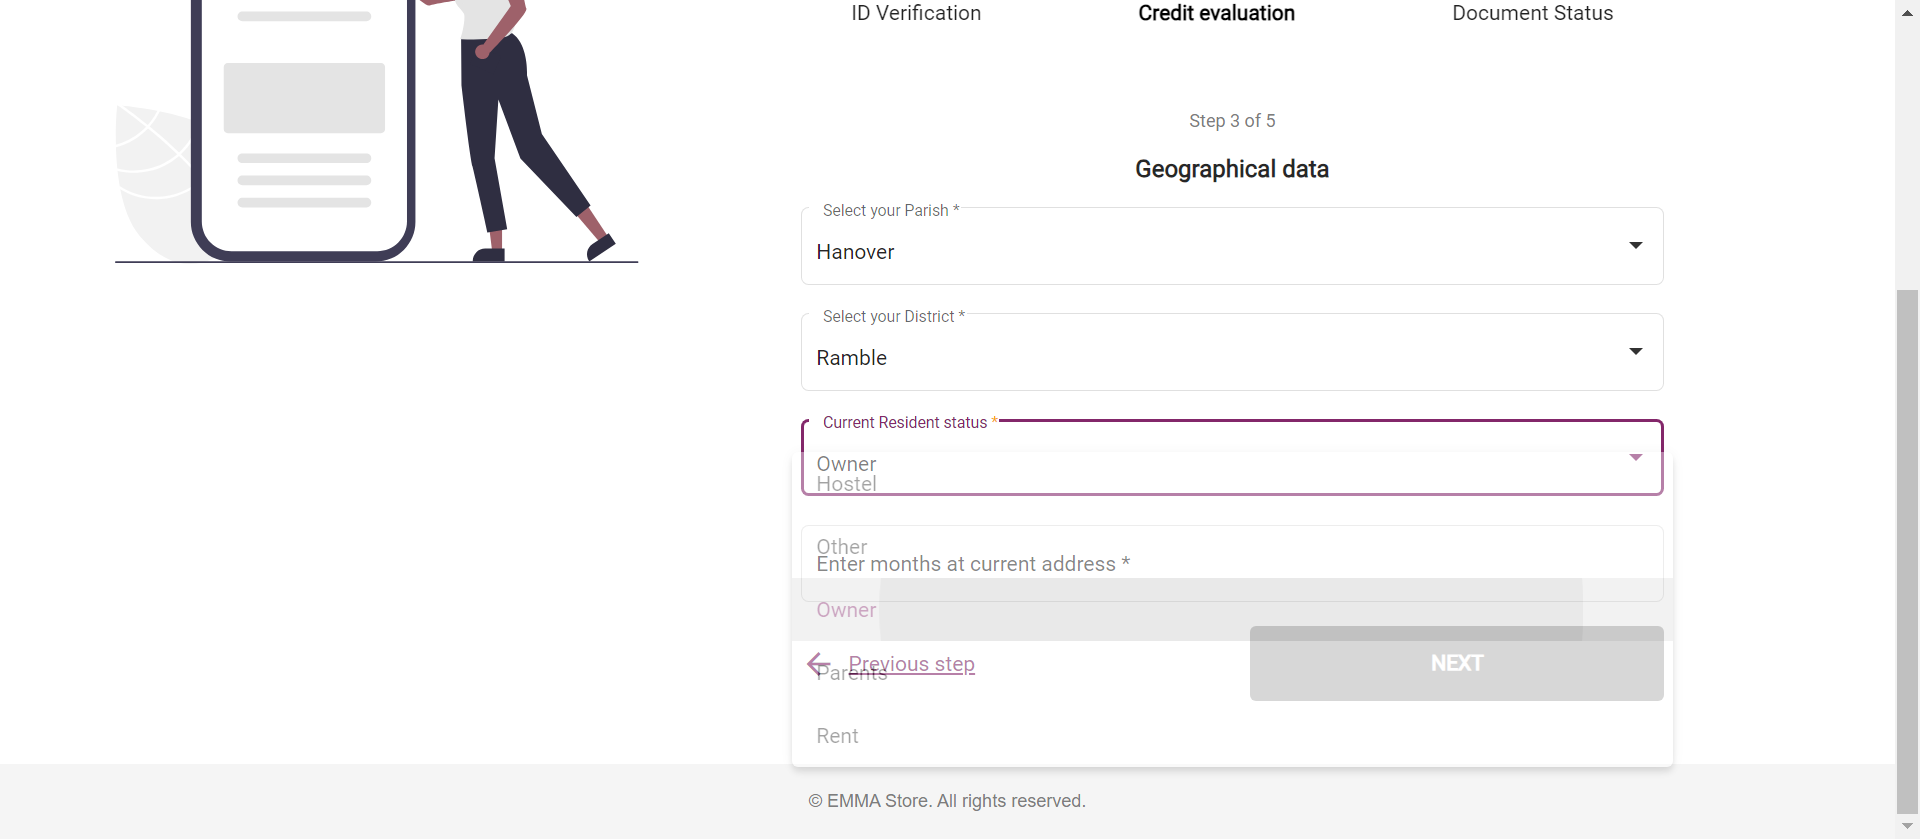 ID Verification
Credit evaluation
Document Status
Step 3 of 5
Geographical data
Select your Parish *
Hanover
Select your District *
Ramble
Current Resident status *
Owner
Hostel
Other
Enter months at current address *
Owner
Previous step
NEXT
Parents
Rent
© EMMA Store. All rights reserved.